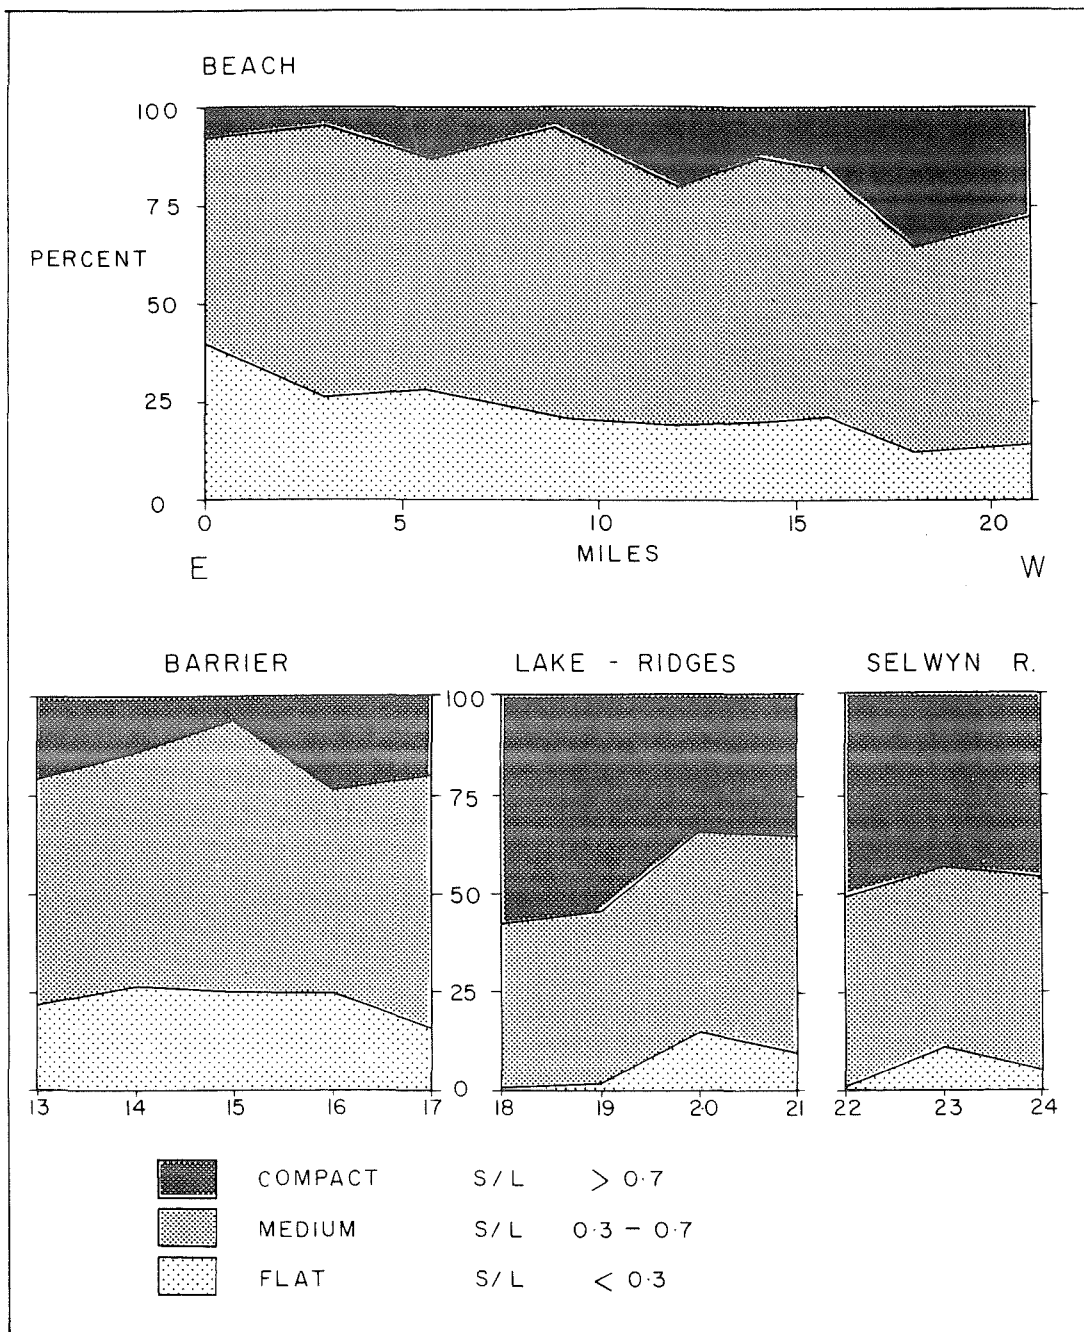 BEACH
100
75
PERCENT
50
25
0
0 5 10 15 20
MILES
E W
BARRIER LAKE - RIDGES SELWYN R.
100
75
50
25
0
13 14 15 16 17 18 19 2·0 21 22 23 24
COMPACT S/L > 0·7
MEDIUM S/L 0·3 - 0·7
FLAT S/L < 0·3